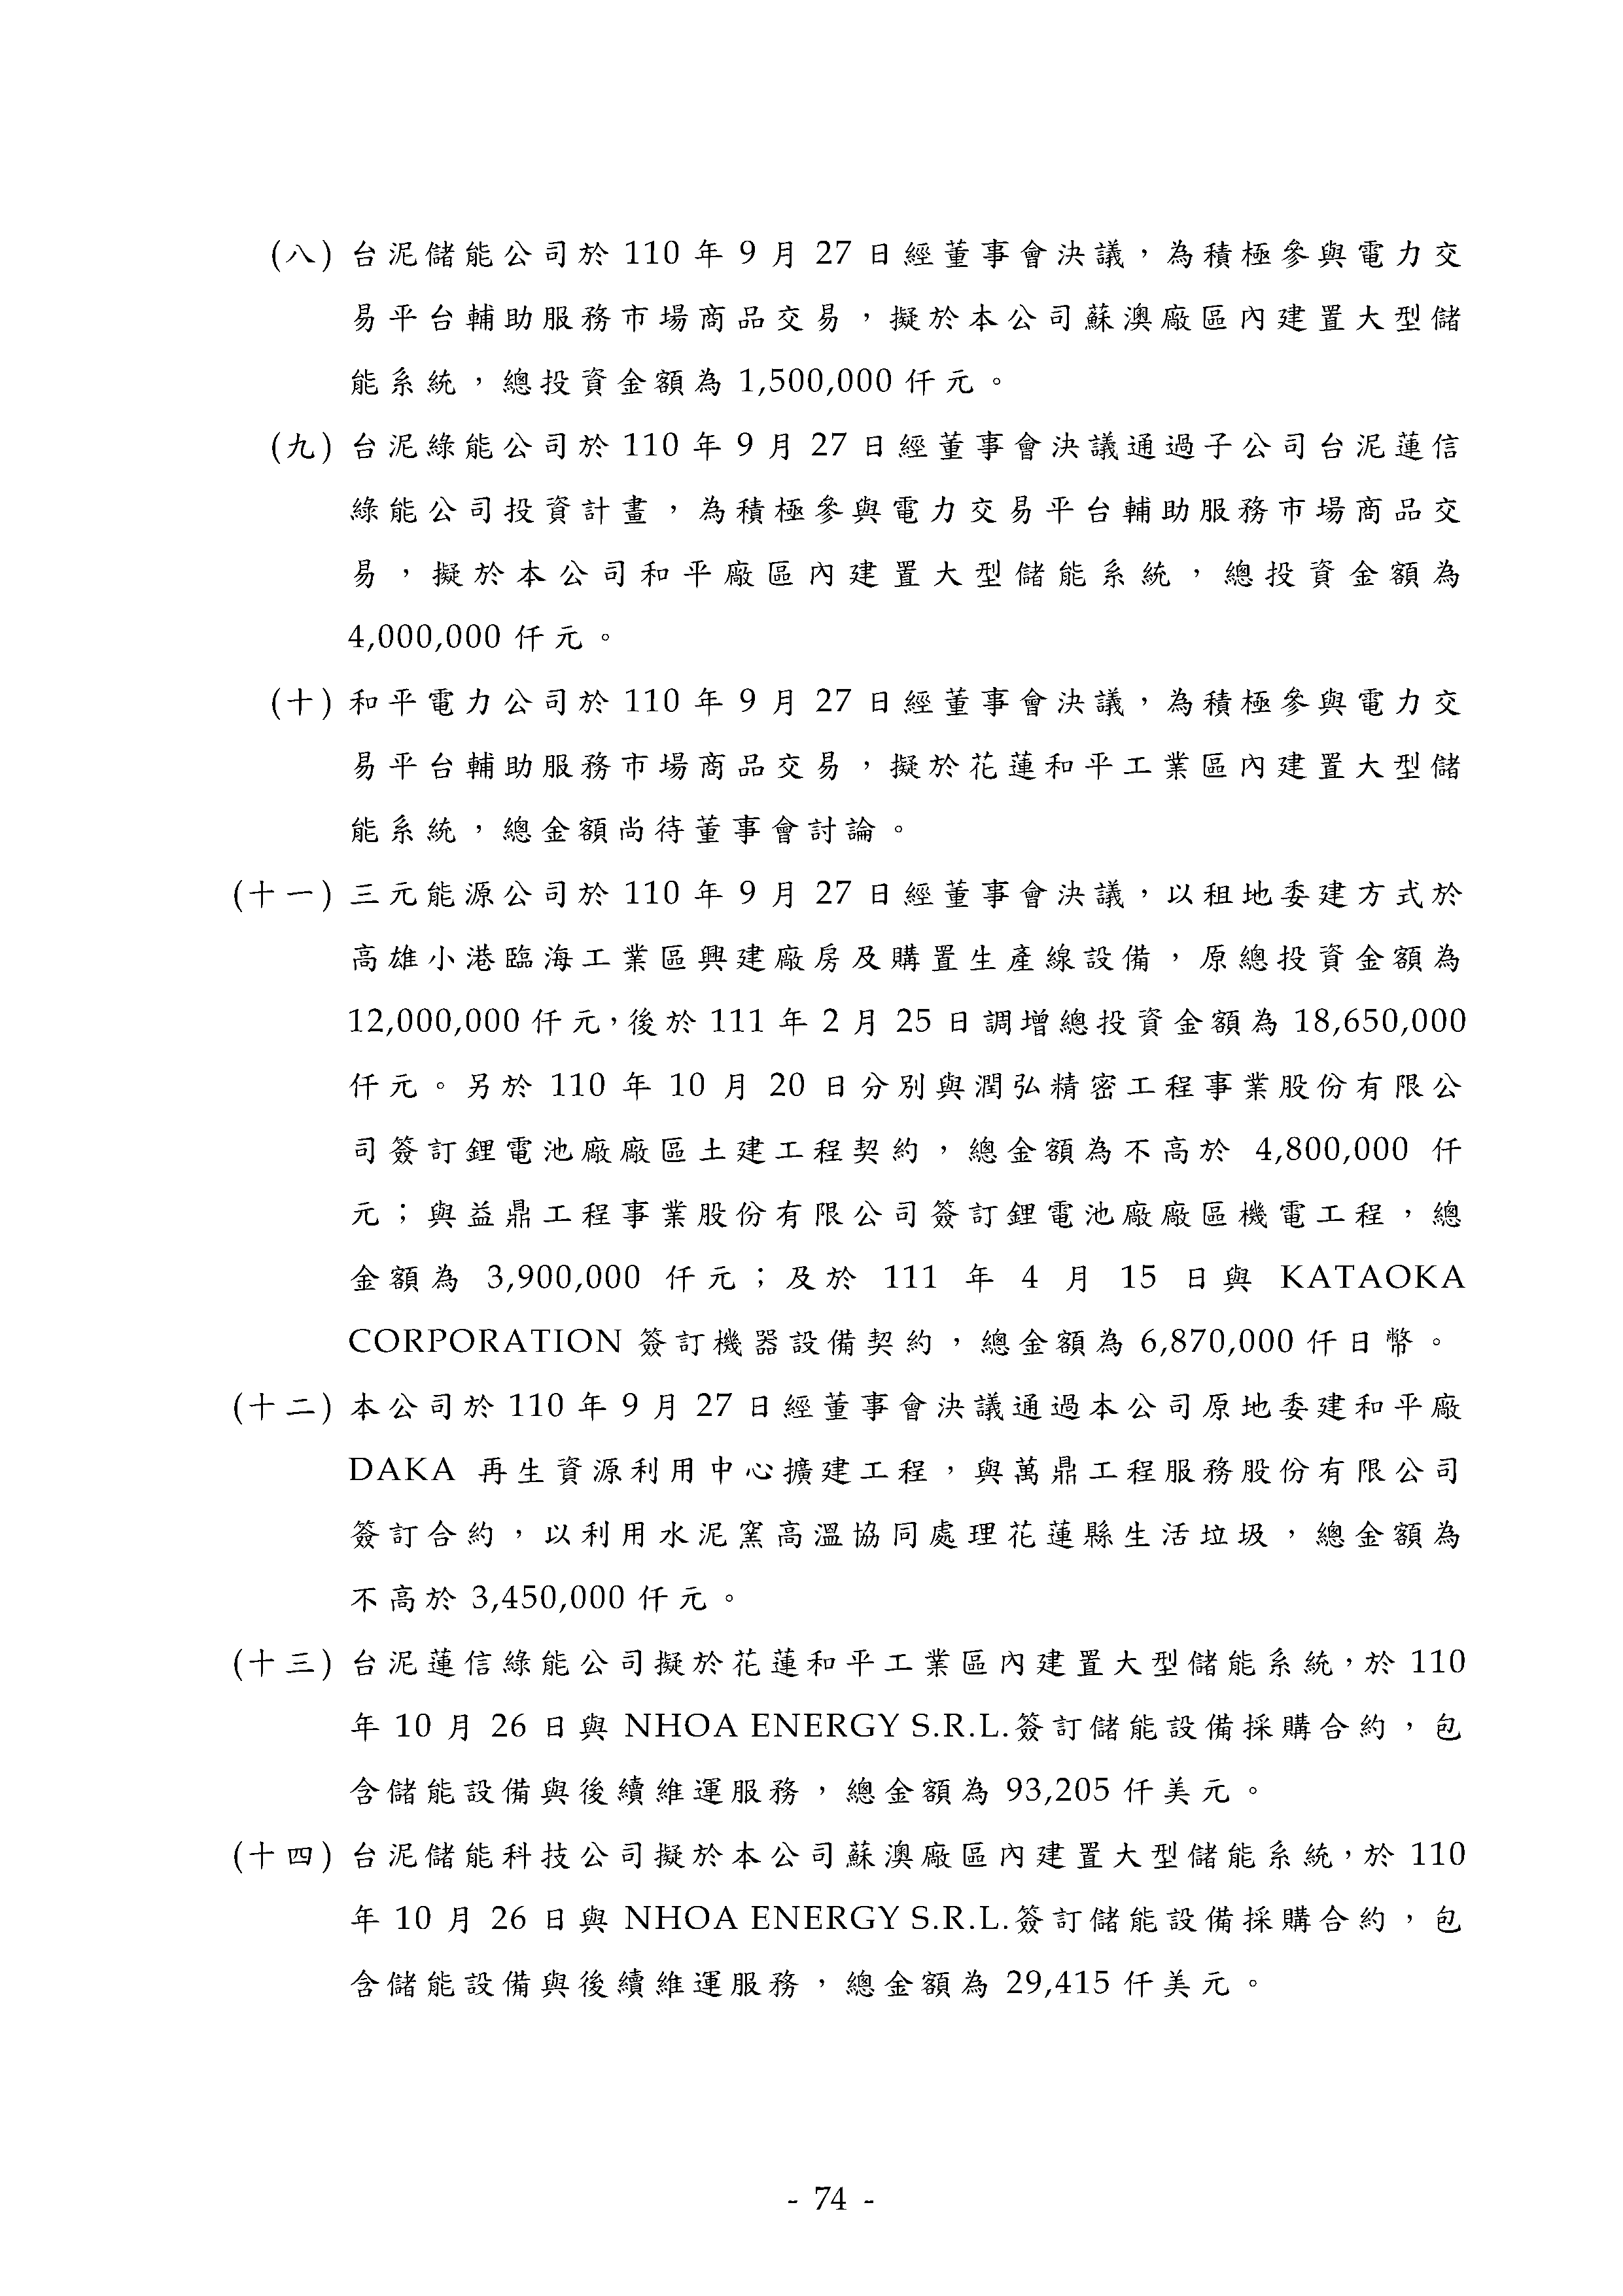 (八) 台泥儲能公司於 110 年 9 月 27 日經董事會決議，為積極參與電力交
易平台輔助服務市場商品交易，擬於本公司蘇澳廠區內建置大型儲
能系統，總投資金額為 1,500,000 仟元。
(九) 台泥綠能公司於 110 年 9 月 27 日經董事會決議通過子公司台泥蓮信
綠能公司投資計畫，為積極參與電力交易平台輔助服務市場商品交
易，擬於本公司和平廠區內建置大型儲能系統，總投資金額為
4,000,000 仟元。
(十) 和平電力公司於 110 年 9 月 27 日經董事會決議，為積極參與電力交
易平台輔助服務市場商品交易，擬於花蓮和平工業區內建置大型儲
能系統，總金額尚待董事會討論。
(十一) 三元能源公司於 110 年 9 月 27 日經董事會決議，以租地委建方式於
高雄小港臨海工業區興建廠房及購置生產線設備，原總投資金額為
12,000,000 仟元，後於 111 年 2 月 25 日調增總投資金額為 18,650,000
仟元。另於 110 年 10 月 20 日分別與潤弘精密工程事業股份有限公
司簽訂鋰電池廠廠區土建工程契約，總金額為不高於 4,800,000 仟
元；與益鼎工程事業股份有限公司簽訂鋰電池廠廠區機電工程，總
金額為 3,900,000 仟元；及於 111 年 4 月 15 日與 KATAOKA
CORPORATION 簽訂機器設備契約，總金額為 6,870,000 仟日幣。
(十二) 本公司於 110 年 9 月 27 日經董事會決議通過本公司原地委建和平廠
DAKA 再生資源利用中心擴建工程，與萬鼎工程服務股份有限公司
簽訂合約，以利用水泥窯高溫協同處理花蓮縣生活垃圾，總金額為
不高於 3,450,000 仟元。
(十三) 台泥蓮信綠能公司擬於花蓮和平工業區內建置大型儲能系統，於 110
年 10 月 26 日與 NHOA ENERGY S.R.L.簽訂儲能設備採購合約，包
含儲能設備與後續維運服務，總金額為 93,205 仟美元。
(十四) 台泥儲能科技公司擬於本公司蘇澳廠區內建置大型儲能系統，於 110
年 10 月 26 日與 NHOA ENERGY S.R.L.簽訂儲能設備採購合約，包
含儲能設備與後續維運服務，總金額為 29,415 仟美元。
- 74 -